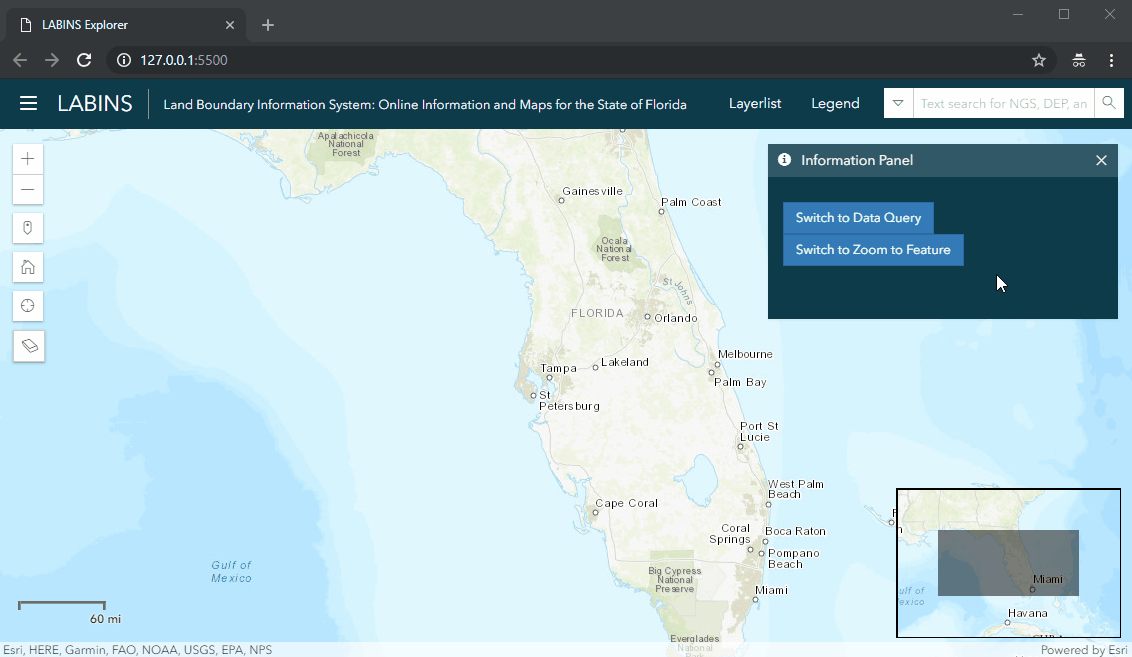 LABINS Explorer
127.0.0.1:5500
LABINS
Land Boundary Information System: Online Information and Maps for the State of Florida
Layerlist
Legend
Text search for NGS, DEP, an
Information Panel
Switch to Data Query
Switch to Zoom to Feature
Apalachicola
National
Forest
Gainesville
Palm Coast
Ocala
National
Forest
St Johns
FLORIDA
Orlando
Melbourne
Tampa
Lakeland
Palm Bay
St
Petersburg
Port St
Lucie
West Palm
Beach
Cape Coral
Coral
Springs
Boca Raton
Pompano
Beach
Gulf of
Mexico
Big Cypress
National
Preserve
Miami
Everglades
National
Park
60 mi
Miami
ulf of
exico
Havana
CUBA
Esri, HERE, Garmin, FAO, NOAA, USGS, EPA, NPS
Powered by Esri